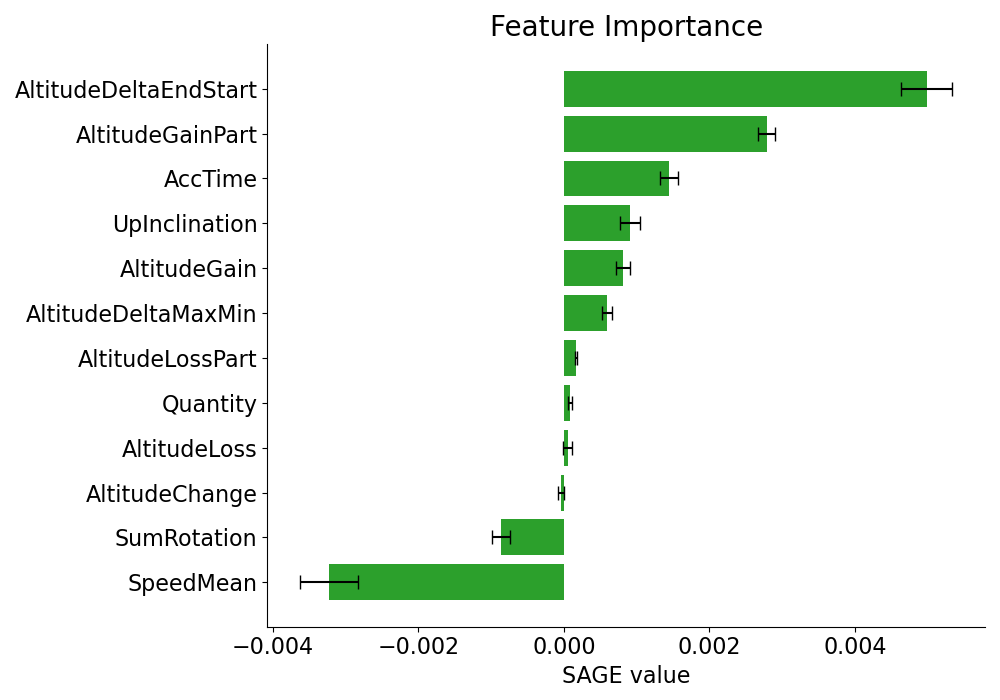 Feature Importance
AltitudeDeltaEndStart
AltitudeGainPart
AccTime
UpInclination
AltitudeGain
AltitudeDeltaMaxMin
AltitudeLossPart
Quantity
AltitudeLoss
AltitudeChange
SumRotation
SpeedMean
−0.004 −0.002 0.000 0.002 0.004
SAGE value